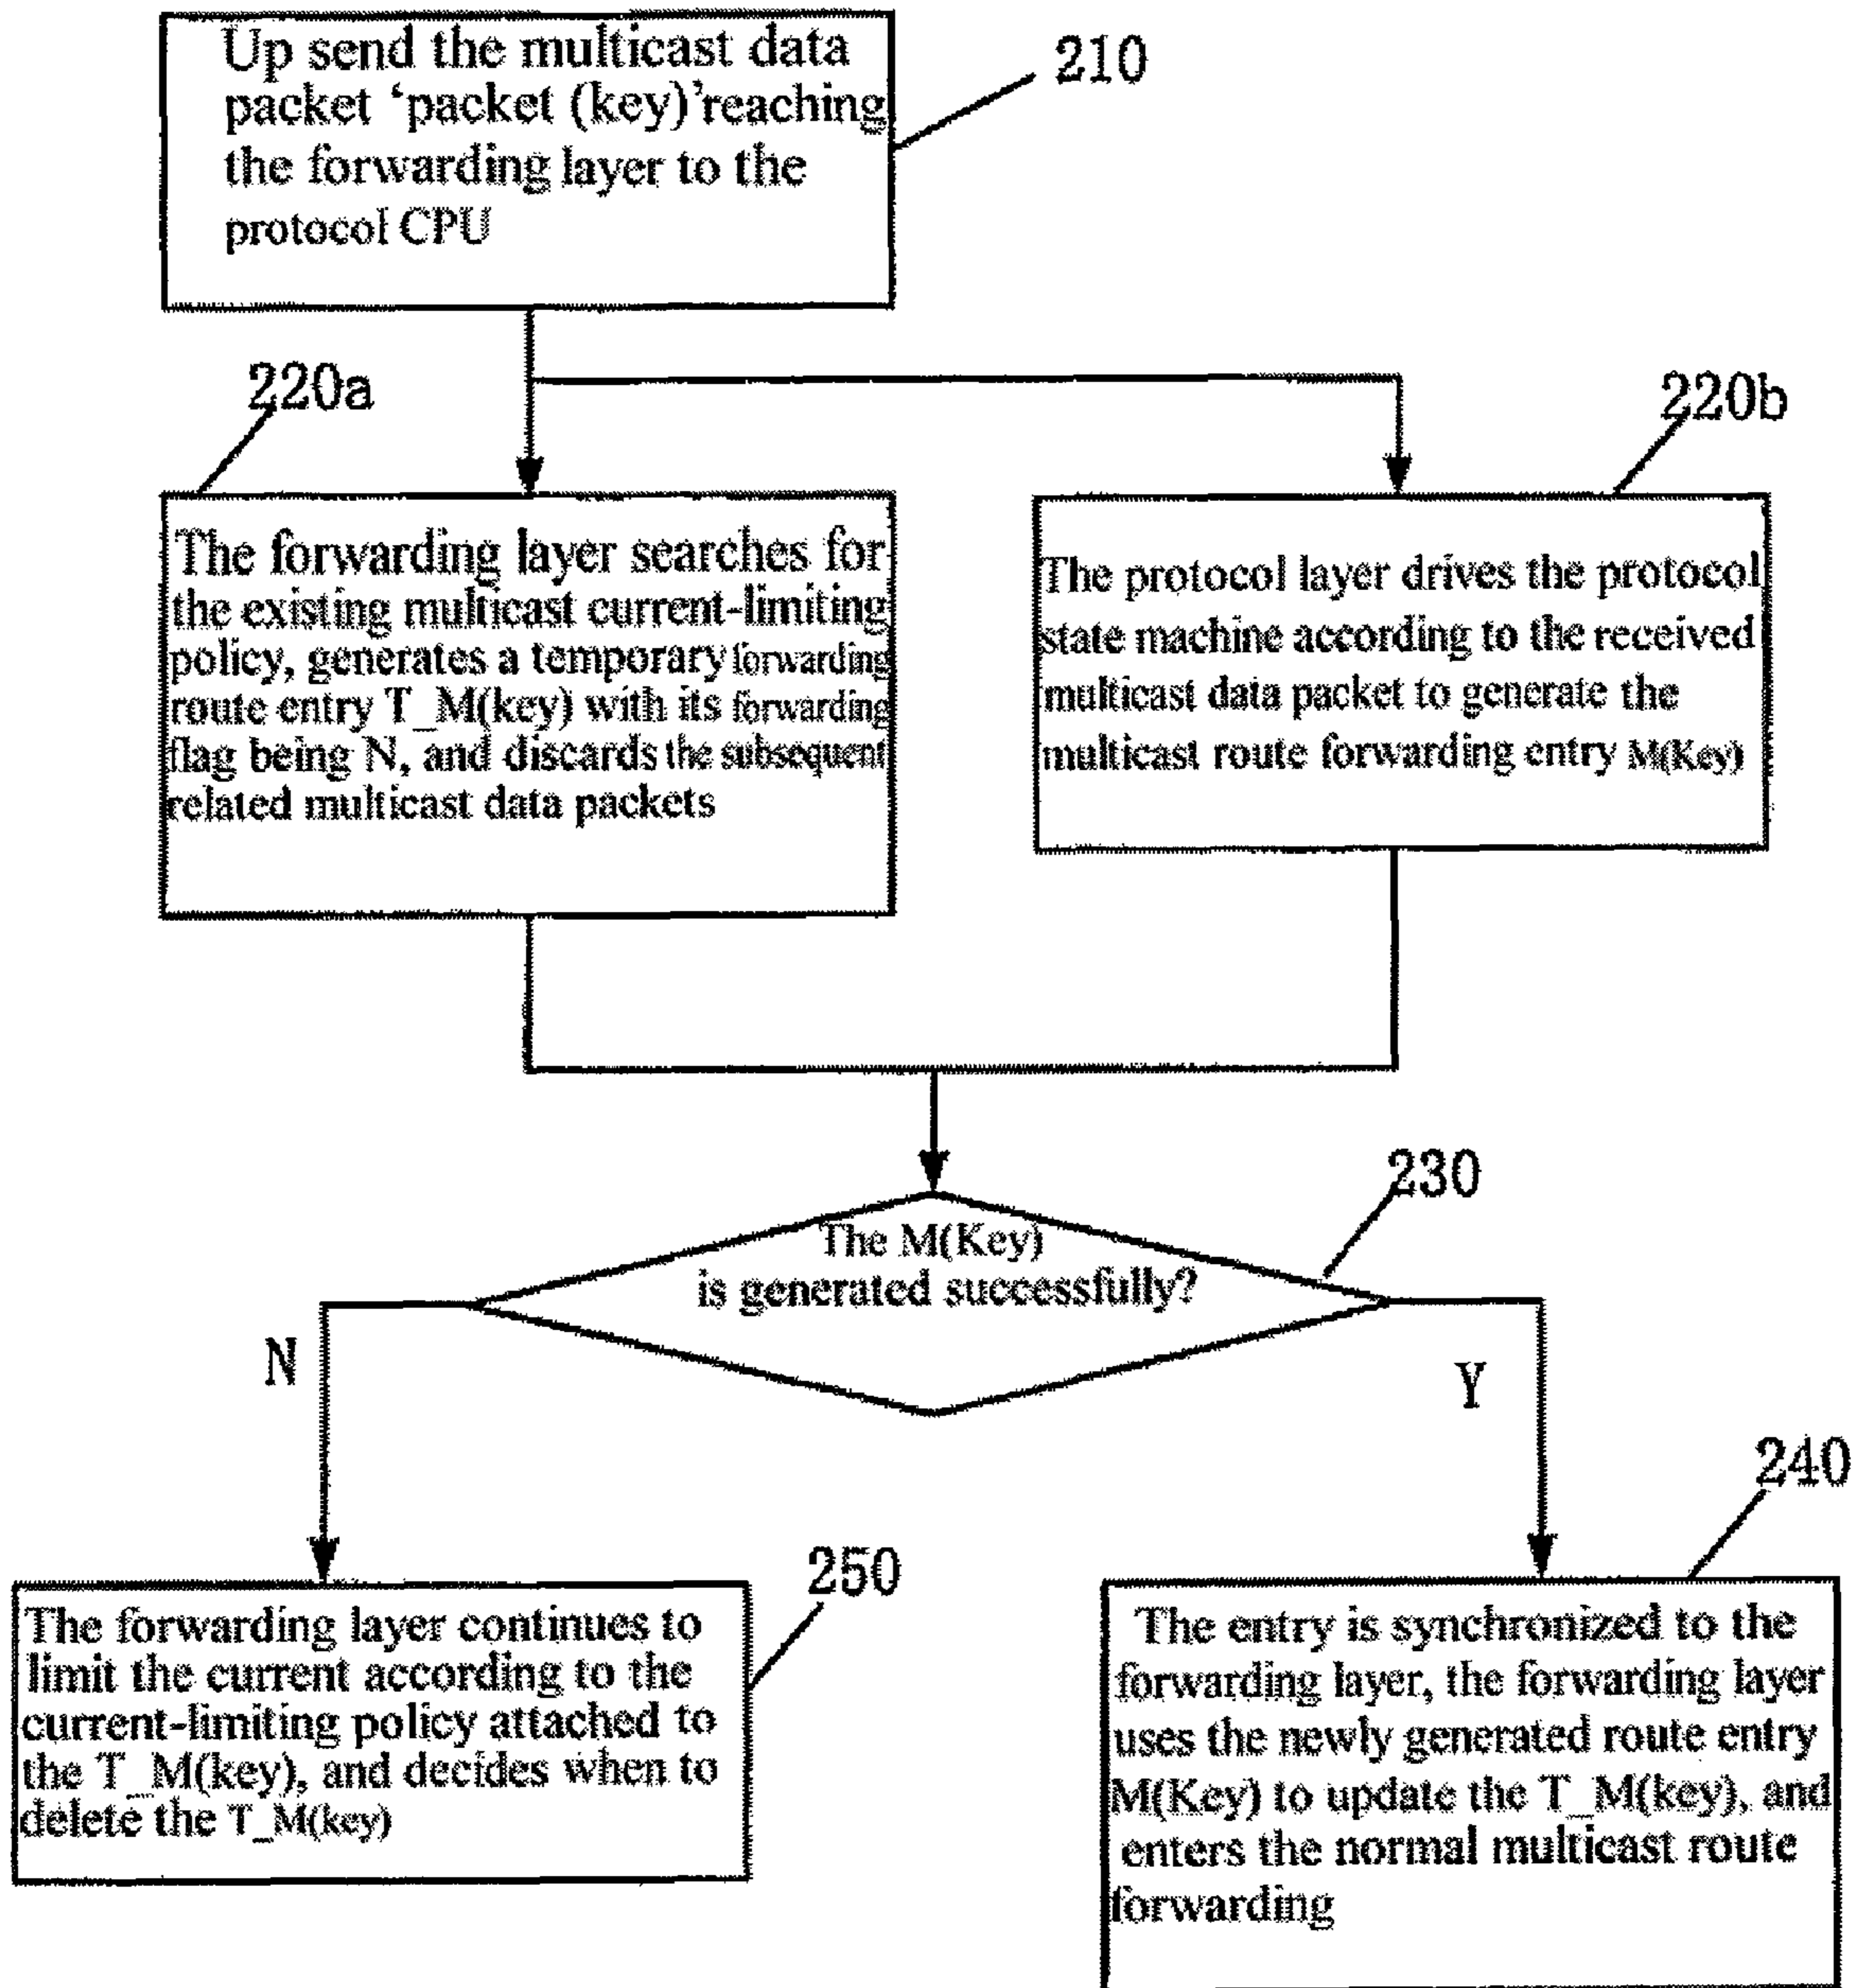 Up send the multicast data
packet ‘packet (key)’reaching
the forwarding layer to the
protocol CPU
210
220a
220b
The forwarding layer searches for
the existing multicast current-limiting
policy, generates a temporary forwarding
route entry T_M(key) with its forwarding
flag being N, and discards the subsequent
related multicast data packets
The protocol layer drives the protocol
state machine according to the received
multicast data packet to generate the
multicast route forwarding entry M(Key)
230
The M(Key)
is generated successfully?
N
Y
240
250
The forwarding layer continues to
limit the current according to the
current-limiting policy attached to
the T_M(key), and decides when to
delete the T_M(key)
The entry is synchronized to the
forwarding layer, the forwarding layer
uses the newly generated route entry
M(Key) to update the T_M(key), and
enters the normal multicast route
forwarding